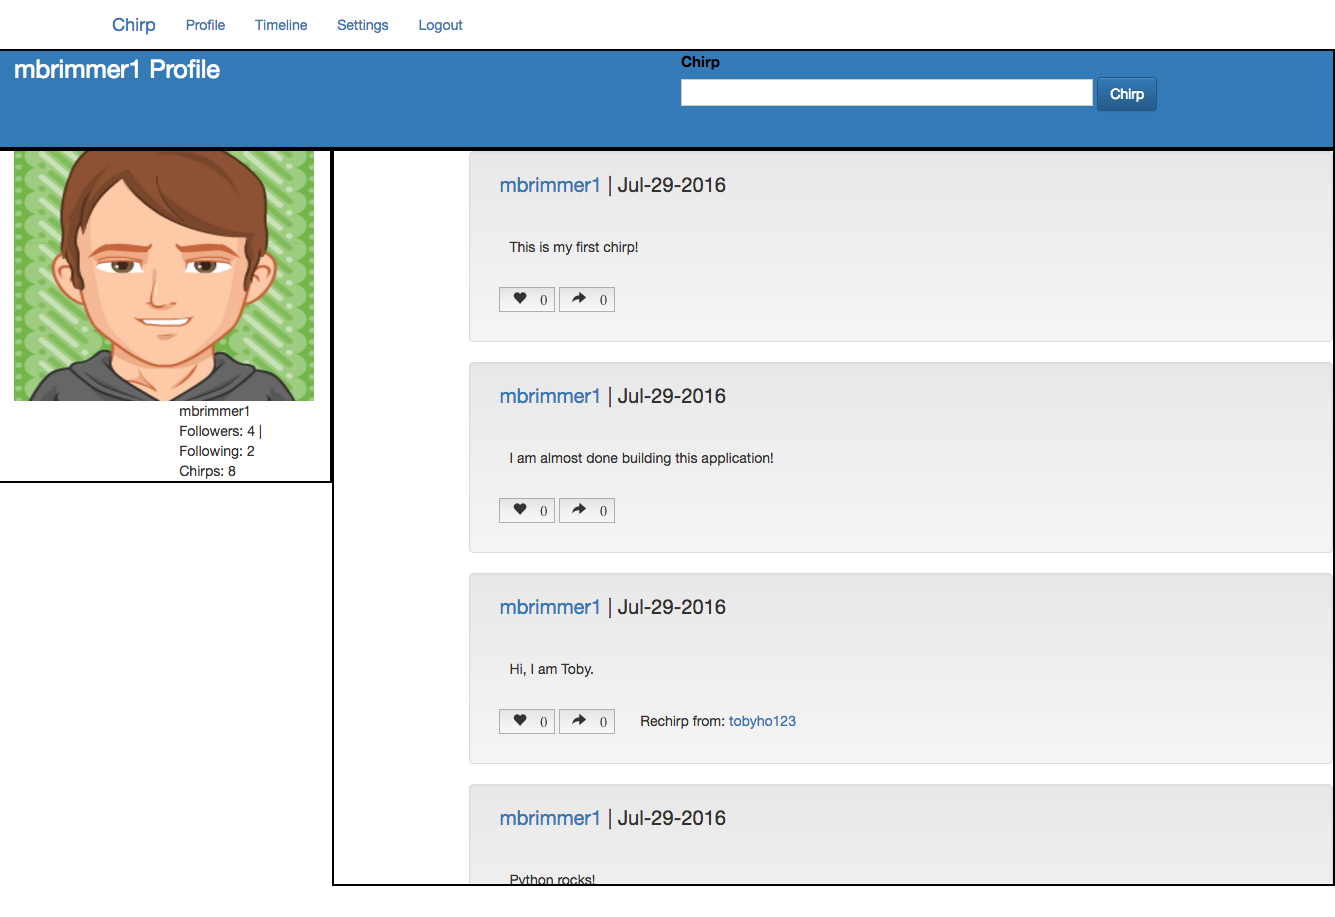 Chirp Profile Timeline Settings Logout
mbrimmer1 Profile
Chirp
Chirp
mbrimmer1
Followers: 4 |
Following: 2
Chirps: 8
mbrimmer1 | Jul-29-2016
This is my first chirp!
0 0
mbrimmer1 | Jul-29-2016
I am almost done building this application!
0 0
mbrimmer1 | Jul-29-2016
Hi, I am Toby.
0 0 Rechirp from: tobyho123
mbrimmer1 | Jul-29-2016
Python rocks!